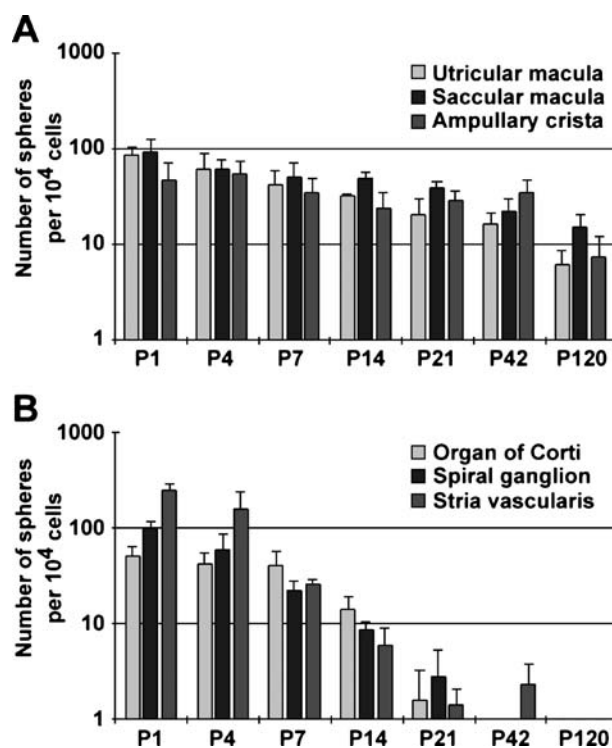 A
1000
100
10
1
Number of spheres
per 10⁴ cells
Utricular macula
Saccular macula
Ampullary crista
P1 P4 P7 P14 P21 P42 P120
B
1000
100
10
1
Number of spheres
per 10⁴ cells
Organ of Corti
Spiral ganglion
Stria vascularis
P1 P4 P7 P14 P21 P42 P120